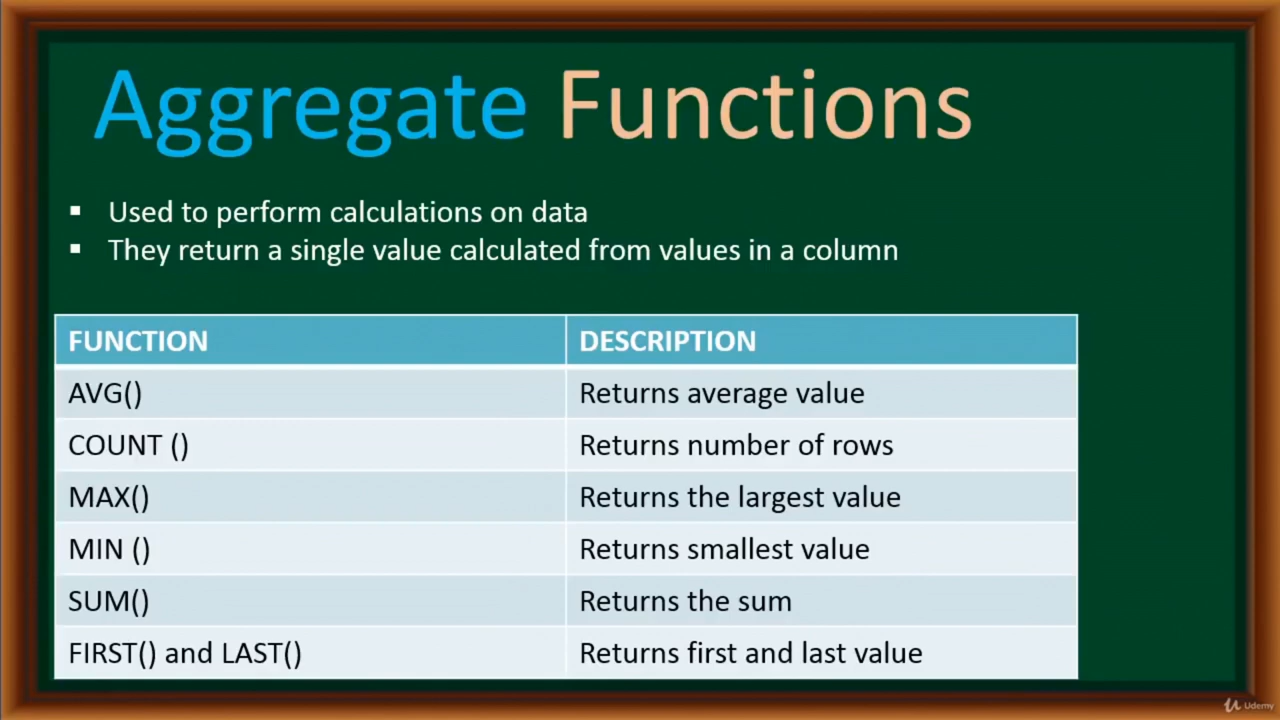 Aggregate Functions
▪ Used to perform calculations on data
▪ They return a single value calculated from values in a column
FUNCTION DESCRIPTION
AVG() Returns average value
COUNT () Returns number of rows
MAX() Returns the largest value
MIN () Returns smallest value
SUM() Returns the sum
FIRST() and LAST() Returns first and last value
Udemy